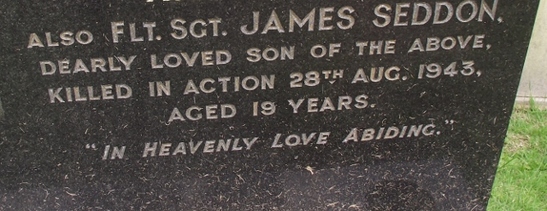 ALSO FLT. SGT. JAMES SEDDON.
DEARLY LOVED SON OF THE ABOVE,
KILLED IN ACTION 28TH AUG. 1943,
AGED 19 YEARS.
"IN HEAVENLY LOVE ABIDING."